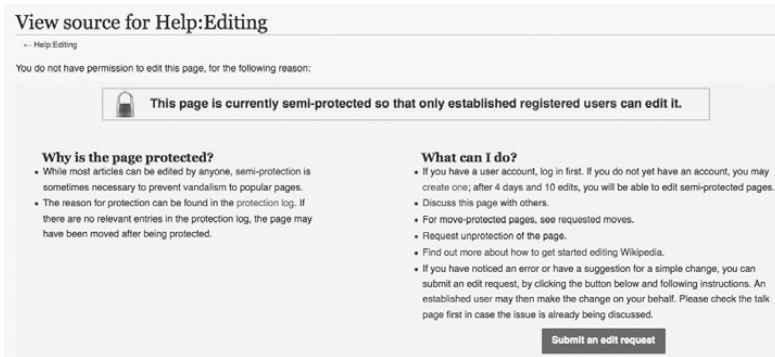 View source for Help:Editing
← Help:Editing
You do not have permission to edit this page, for the following reason:
This page is currently semi-protected so that only established registered users can edit it.
Why is the page protected?
• While most articles can be edited by anyone, semi-protection is
sometimes necessary to prevent vandalism to popular pages.
• The reason for protection can be found in the protection log. If
there are no relevant entries in the protection log, the page may
have been moved after being protected.
What can I do?
• If you have a user account, log in first. If you do not yet have an account, you may
create one; after 4 days and 10 edits, you will be able to edit semi-protected pages.
• Discuss this page with others.
• For move-protected pages, see requested moves.
• Request unprotection of the page.
• Find out more about how to get started editing Wikipedia.
• If you have noticed an error or have a suggestion for a simple change, you can
submit an edit request, by clicking the button below and following instructions. An
established user may then make the change on your behalf. Please check the talk
page first in case the issue is already being discussed.
Submit an edit request